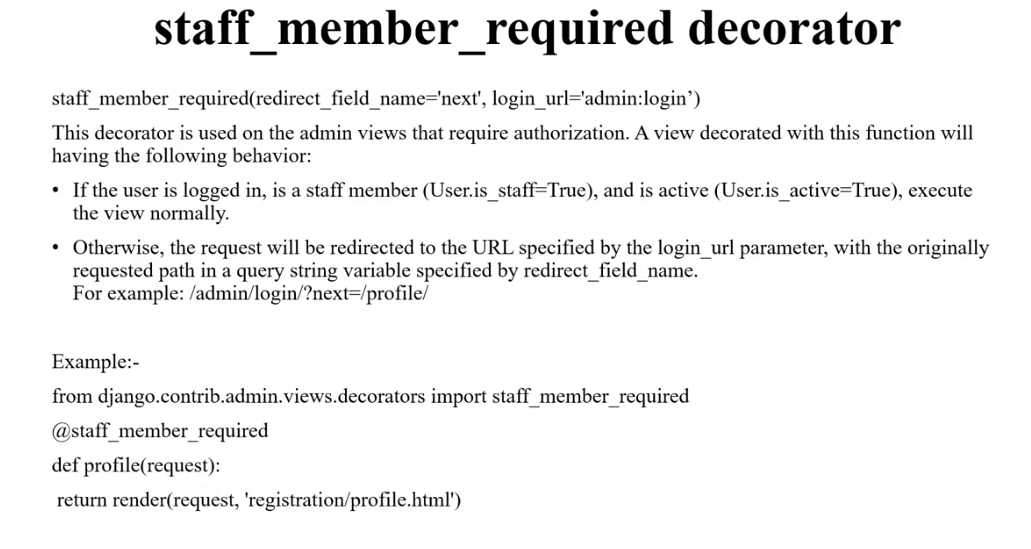 staff_member_required decorator
staff_member_required(redirect_field_name='next', login_url='admin:login’)
This decorator is used on the admin views that require authorization. A view decorated with this function will
having the following behavior:
• If the user is logged in, is a staff member (User.is_staff=True), and is active (User.is_active=True), execute
the view normally.
• Otherwise, the request will be redirected to the URL specified by the login_url parameter, with the originally
requested path in a query string variable specified by redirect_field_name.
For example: /admin/login/?next=/profile/
Example:-
from django.contrib.admin.views.decorators import staff_member_required
@staff_member_required
def profile(request):
return render(request, 'registration/profile.html')